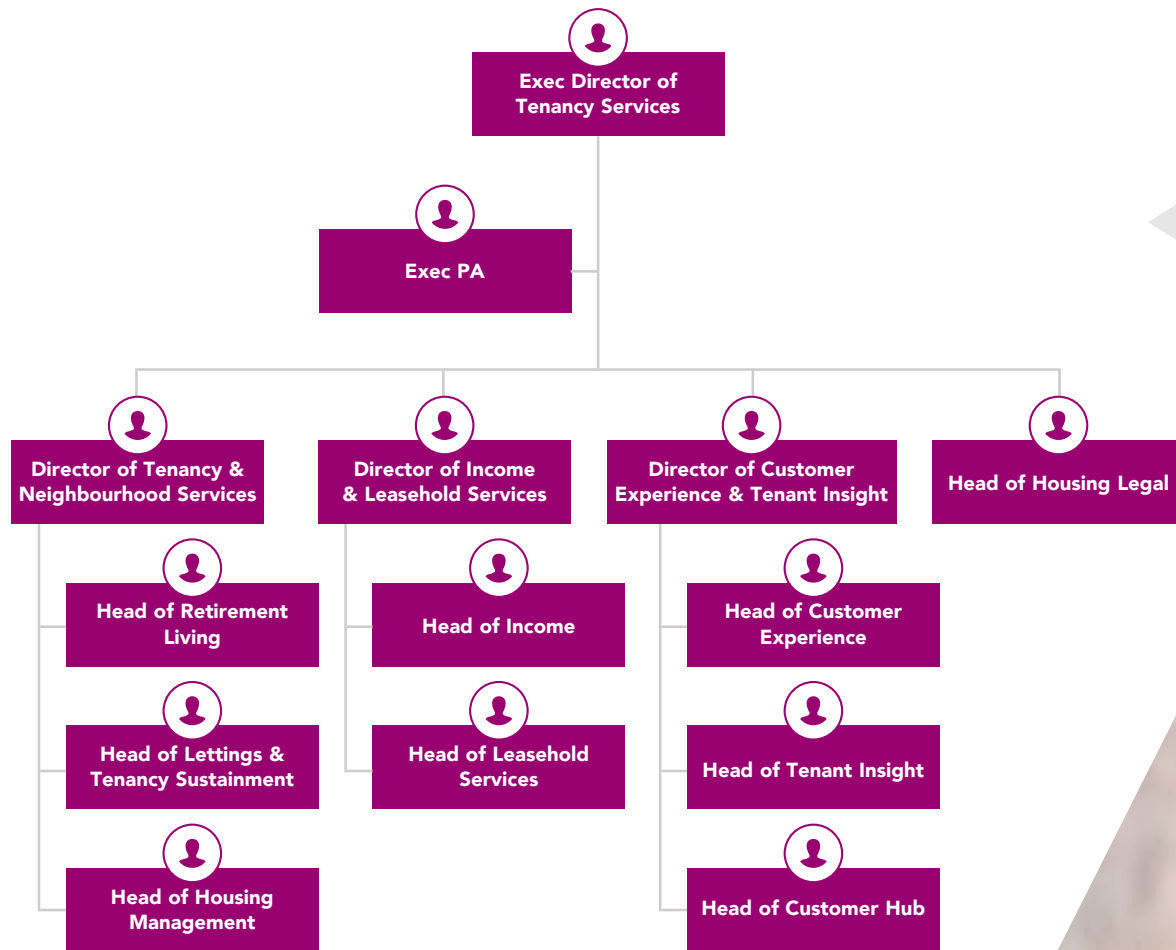 Exec Director of
Tenancy Services
Exec PA
Director of Tenancy &
Neighbourhood Services
Director of Income
& Leasehold Services
Director of Customer
Experience & Tenant Insight
Head of Housing Legal
Head of Retirement
Living
Head of Income
Head of Customer
Experience
Head of Lettings &
Tenancy Sustainment
Head of Leasehold
Services
Head of Tenant Insight
Head of Housing
Management
Head of Customer Hub